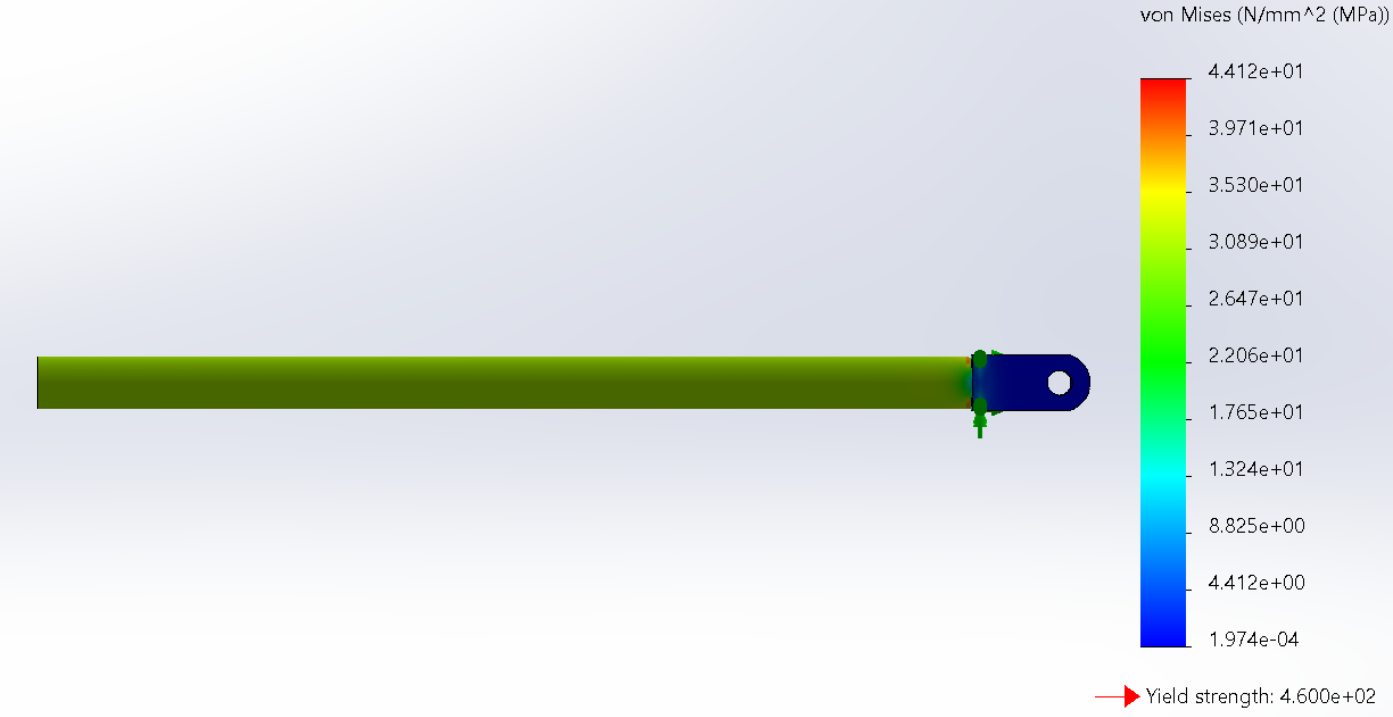 von Mises (N/mm^2 (MPa))
4.412e+01
3.971e+01
3.530e+01
3.089e+01
2.647e+01
2.206e+01
1.765e+01
1.324e+01
8.825e+00
4.412e+00
1.974e-04
Yield strength: 4.600e+02